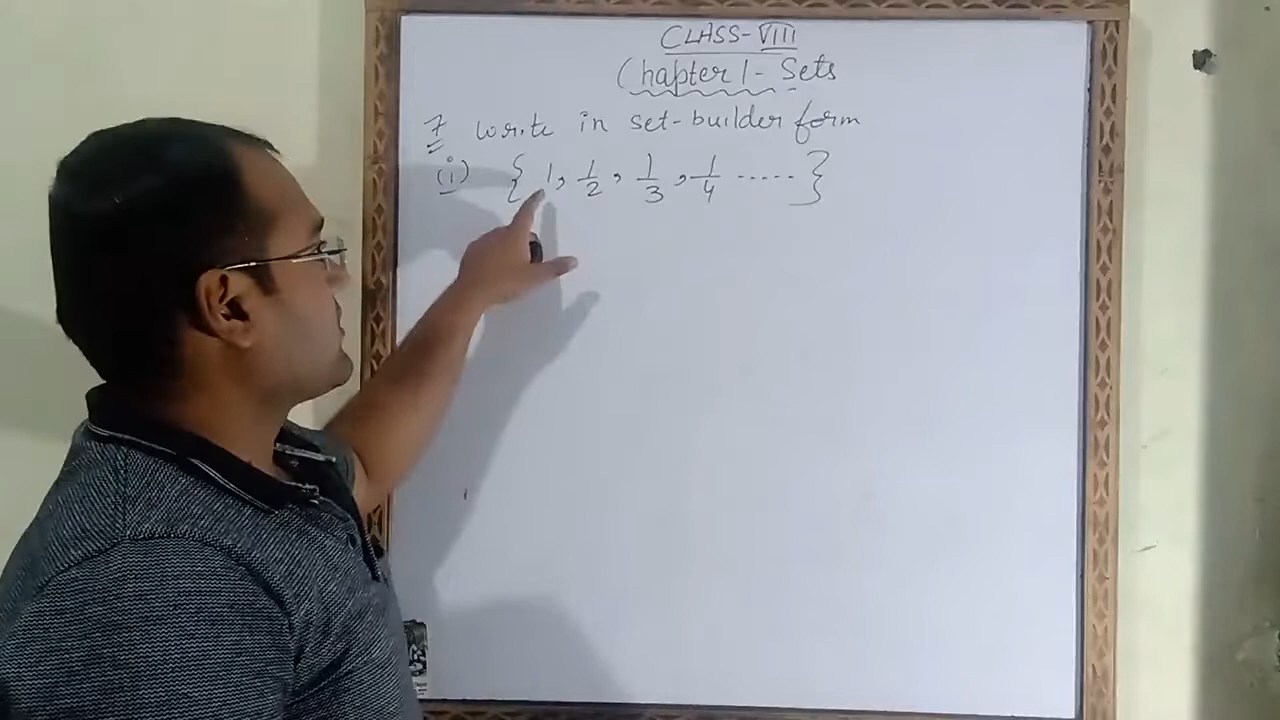 CLASS-VIII
Chapter 1- Sets
7 Write in set-builder form
(i) { 1, 1/2, 1/3, 1/4 ..... }